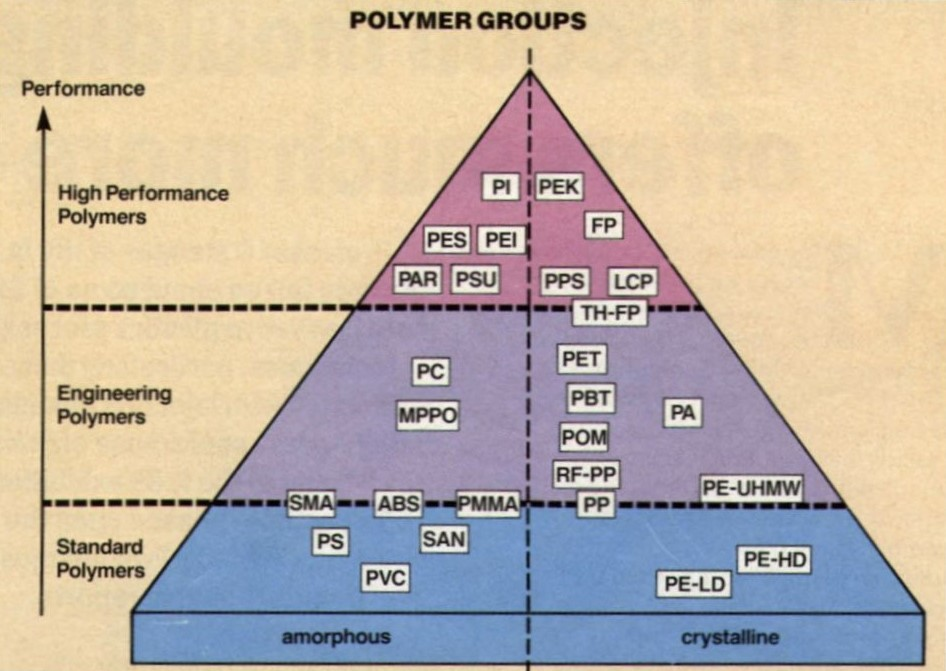 POLYMER GROUPS
Performance
High Performance
Polymers
PI
PEK
FP
PES
PEI
PAR
PSU
PPS
LCP
TH-FP
Engineering
Polymers
PC
MPPO
PET
PBT
PA
POM
RF-PP
PE-UHMW
SMA
ABS
PMMA
PP
Standard
Polymers
PS
SAN
PVC
PE-HD
PE-LD
amorphous
crystalline